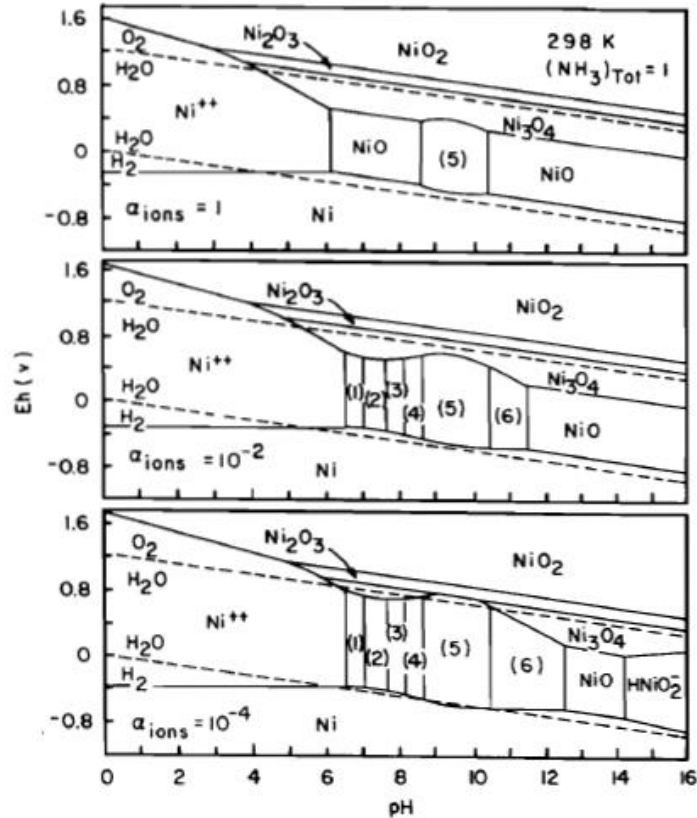 1.6
O₂
Ni₂O₃
NiO₂
298 K
(NH₃)Tot = 1
0.8
H₂O
Ni⁺⁺
Ni₃O₄
0
H₂O
NiO
(5)
NiO
H₂
-0.8
αions = 1
Ni
1.6
O₂
Ni₂O₃
NiO₂
0.8
H₂O
Ni⁺⁺
Ni₃O₄
(1)
(2)
(3)
(4)
(5)
(6)
NiO
0
H₂O
H₂
-0.8
αions = 10⁻²
Ni
Eh (v)
1.6
O₂
Ni₂O₃
NiO₂
0.8
H₂O
Ni⁺⁺
Ni₃O₄
(1)
(2)
(3)
(4)
(5)
(6)
NiO
HNiO₂⁻
0
H₂O
H₂
-0.8
αions = 10⁻⁴
Ni
0 2 4 6 8 10 12 14 16
pH